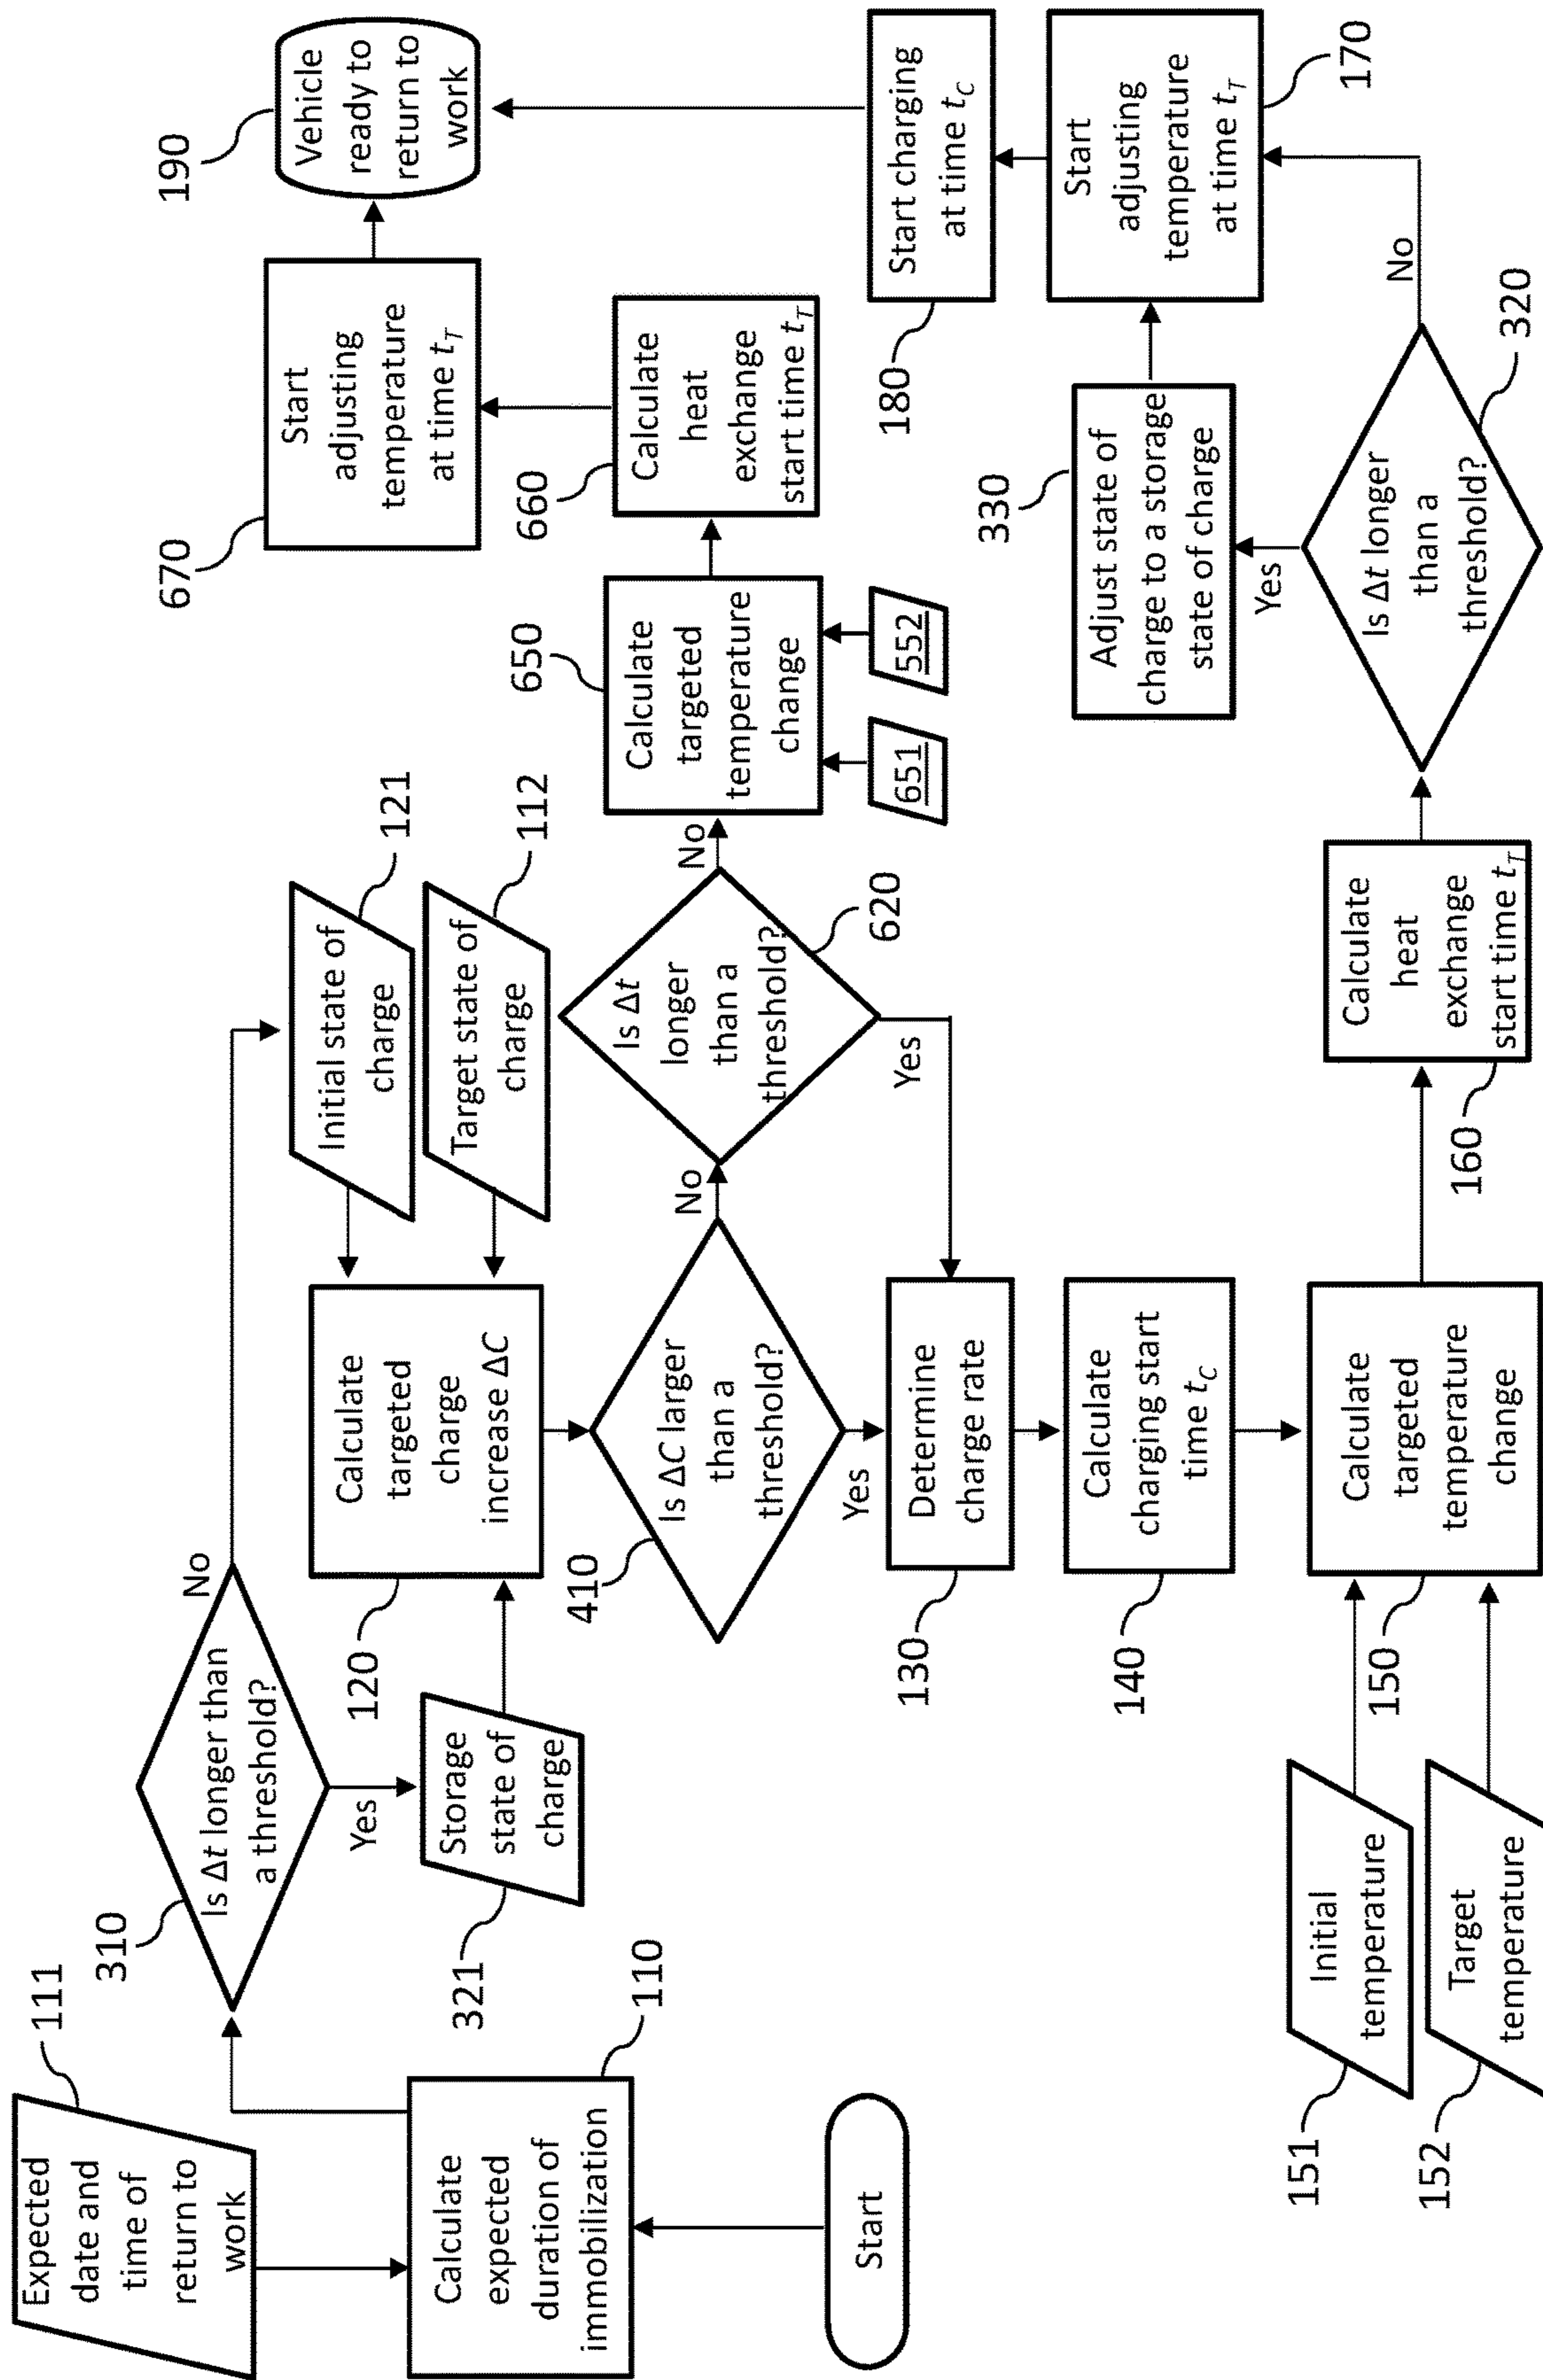 111
Expected
date and
time of
return to
work
110
Calculate
expected
duration of
immobilization
Start
310
Is Δt longer than
a threshold?
No
Yes
321
Storage
state of
charge
121
Initial state of
charge
112
Target state of
charge
120
Calculate
targeted
charge
increase ΔC
410
Is ΔC larger
than a
threshold?
No
Yes
620
Is Δt
longer
than a
threshold?
No
Yes
650
Calculate
targeted
temperature
change
651
552
660
Calculate
heat
exchange
start time tT
670
Start
adjusting
temperature
at time tT
190
Vehicle
ready to
return to
work
130
Determine
charge rate
140
Calculate
charging start
time tC
151
Initial
temperature
152
Target
temperature
150
Calculate
targeted
temperature
change
160
Calculate
heat
exchange
start time tT
320
Is Δt longer
than a
threshold?
Yes
No
330
Adjust state of
charge to a storage
state of charge
170
Start
adjusting
temperature
at time tT
180
Start charging
at time tC